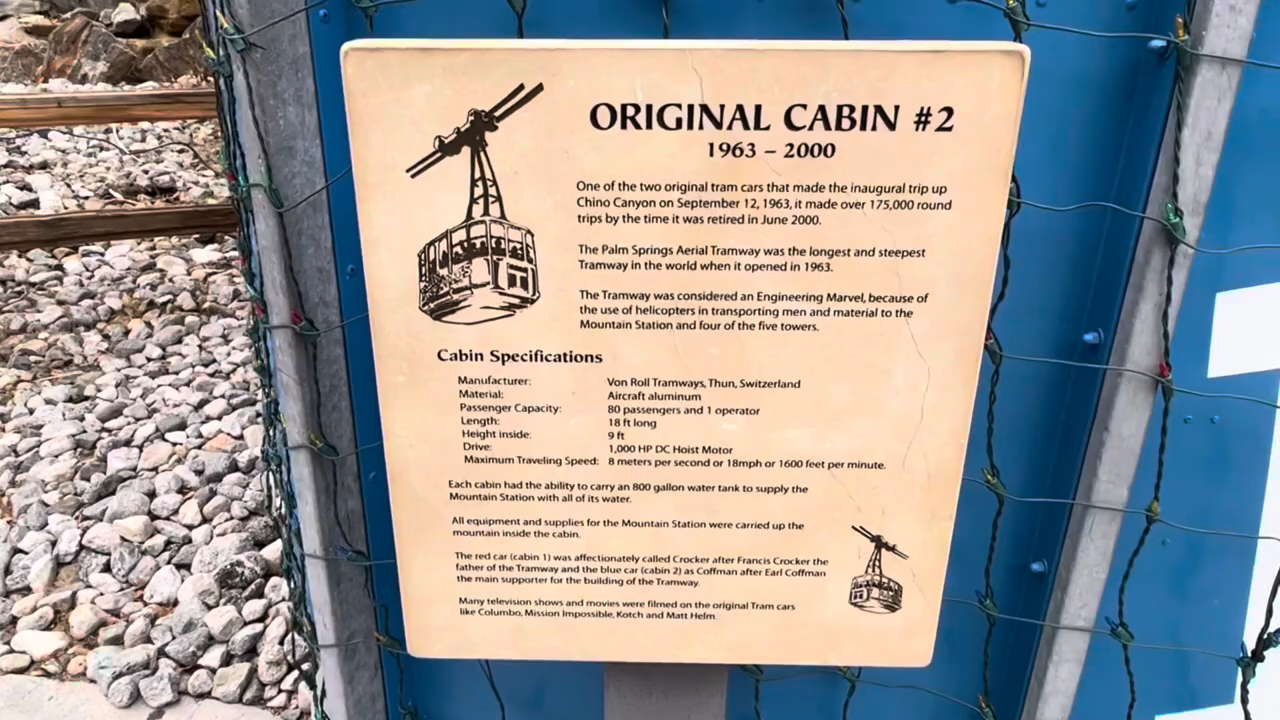 ORIGINAL CABIN #2
1963 – 2000
One of the two original tram cars that made the inaugural trip up
Chino Canyon on September 12, 1963, it made over 175,000 round
trips by the time it was retired in June 2000.
The Palm Springs Aerial Tramway was the longest and steepest
Tramway in the world when it opened in 1963.
The Tramway was considered an Engineering Marvel, because of
the use of helicopters in transporting men and material to the
Mountain Station and four of the five towers.
Cabin Specifications
Manufacturer: Von Roll Tramways, Thun, Switzerland
Material: Aircraft aluminum
Passenger Capacity: 80 passengers and 1 operator
Length: 18 ft long
Height inside: 9 ft
Drive: 1,000 HP DC Hoist Motor
Maximum Traveling Speed: 8 meters per second or 18mph or 1600 feet per minute.
Each cabin had the ability to carry an 800 gallon water tank to supply the
Mountain Station with all of its water.
All equipment and supplies for the Mountain Station were carried up the
mountain inside the cabin.
The red car (cabin 1) was affectionately called Crocker after Francis Crocker the
father of the Tramway and the blue car (cabin 2) as Coffman after Earl Coffman
the main supporter for the building of the Tramway.
Many television shows and movies were filmed on the original Tram cars
like Columbo, Mission Impossible, Kotch and Matt Helm.